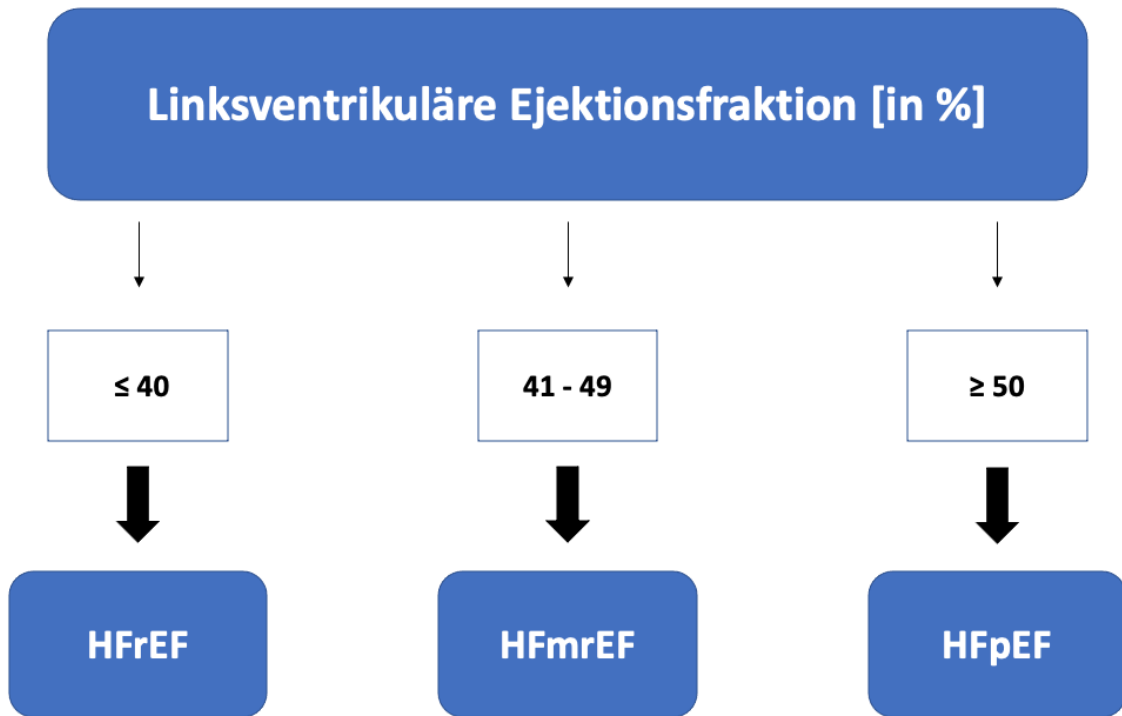 Linksventrikuläre Ejektionsfraktion [in %]
≤ 40
41 - 49
≥ 50
HFrEF
HFmrEF
HFpEF